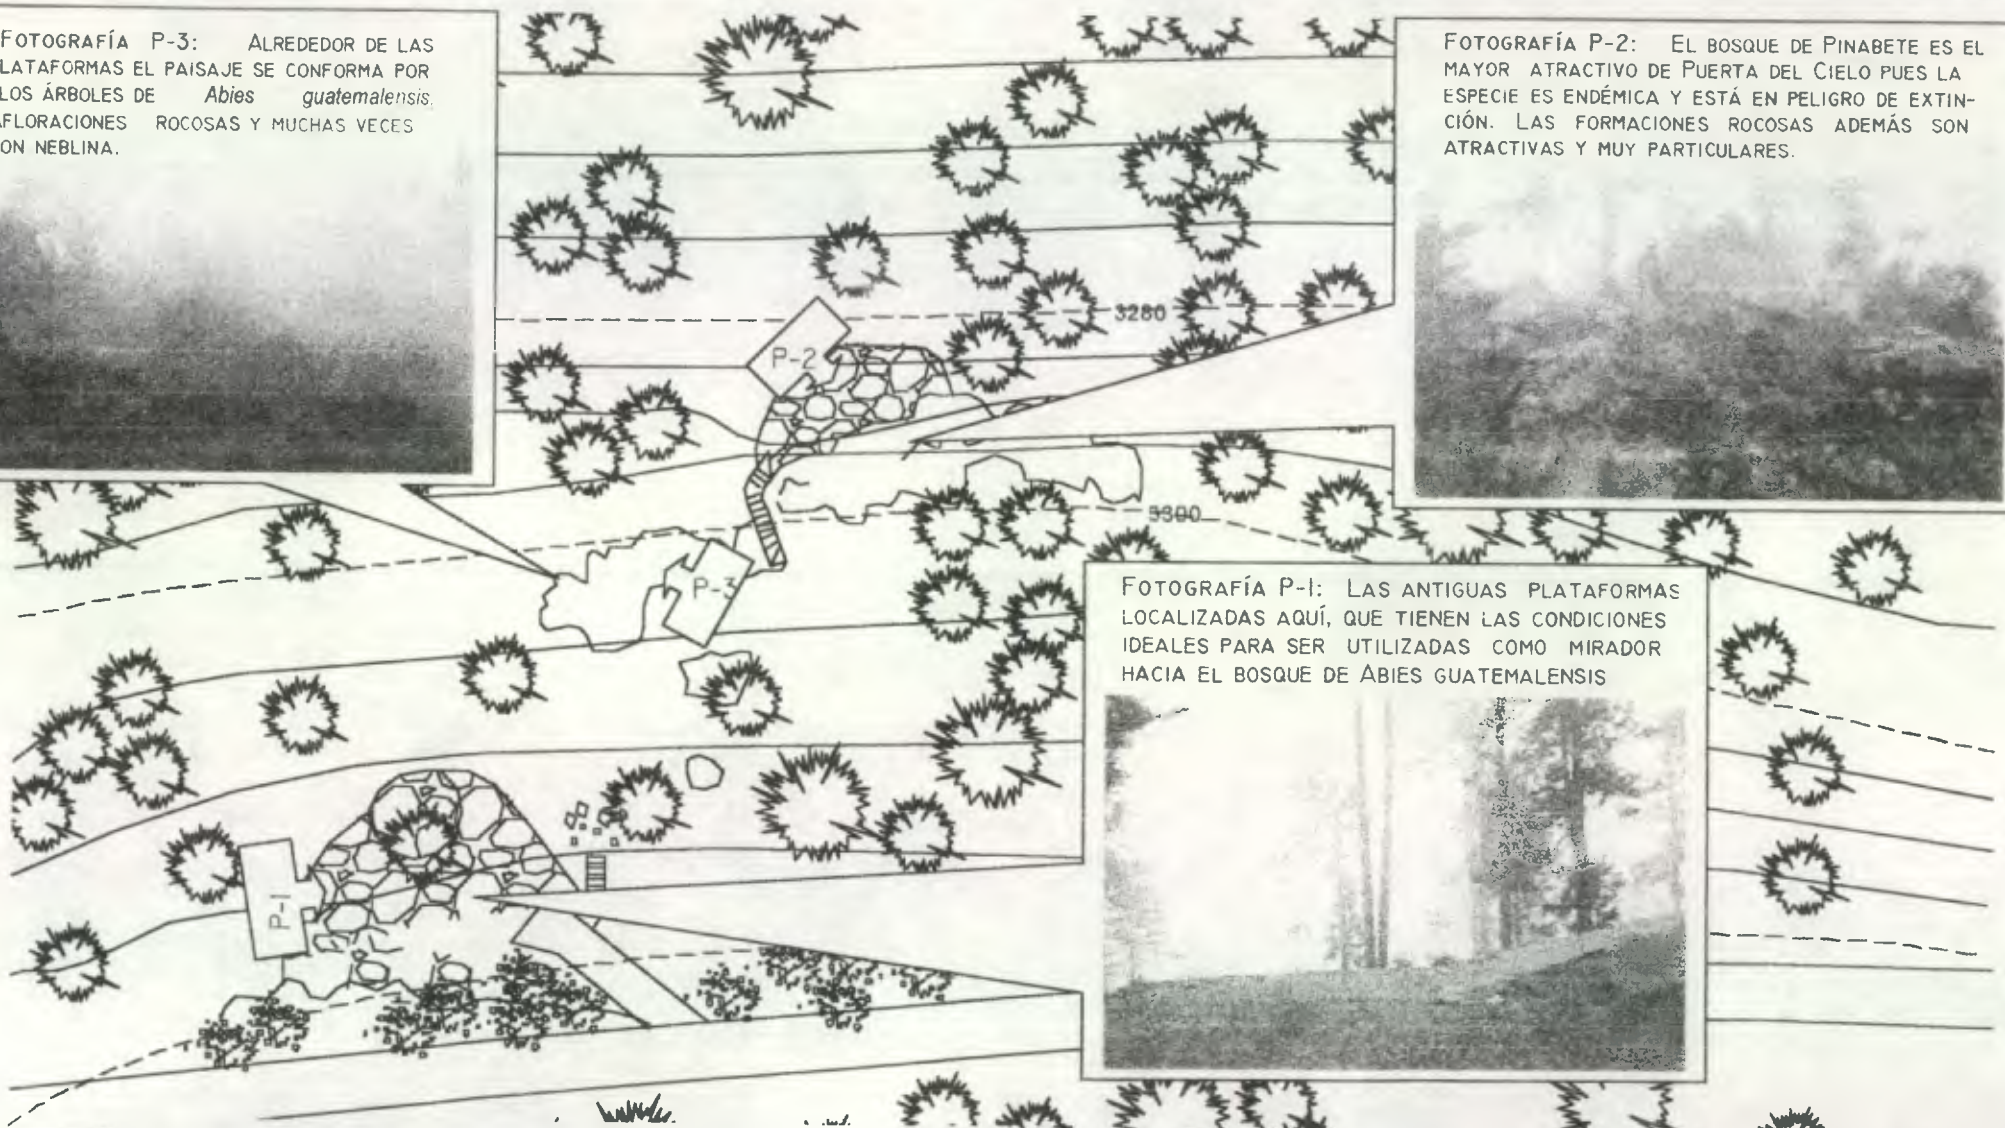 FOTOGRAFÍA P-3: ALREDEDOR DE LAS
LATAFORMAS EL PAISAJE SE CONFORMA POR
LOS ÁRBOLES DE Abies guatemalensis,
AFLORACIONES ROCOSAS Y MUCHAS VECES
ON NEBLINA.
FOTOGRAFÍA P-2: EL BOSQUE DE PINABETE ES EL
MAYOR ATRACTIVO DE PUERTA DEL CIELO PUES LA
ESPECIE ES ENDÉMICA Y ESTÁ EN PELIGRO DE EXTIN-
CIÓN. LAS FORMACIONES ROCOSAS ADEMÁS SON
ATRACTIVAS Y MUY PARTICULARES.
3280
P-2
3300
P-3
FOTOGRAFÍA P-1: LAS ANTIGUAS PLATAFORMAS
LOCALIZADAS AQUÍ, QUE TIENEN LAS CONDICIONES
IDEALES PARA SER UTILIZADAS COMO MIRADOR
HACIA EL BOSQUE DE ABIES GUATEMALENSIS
P-1